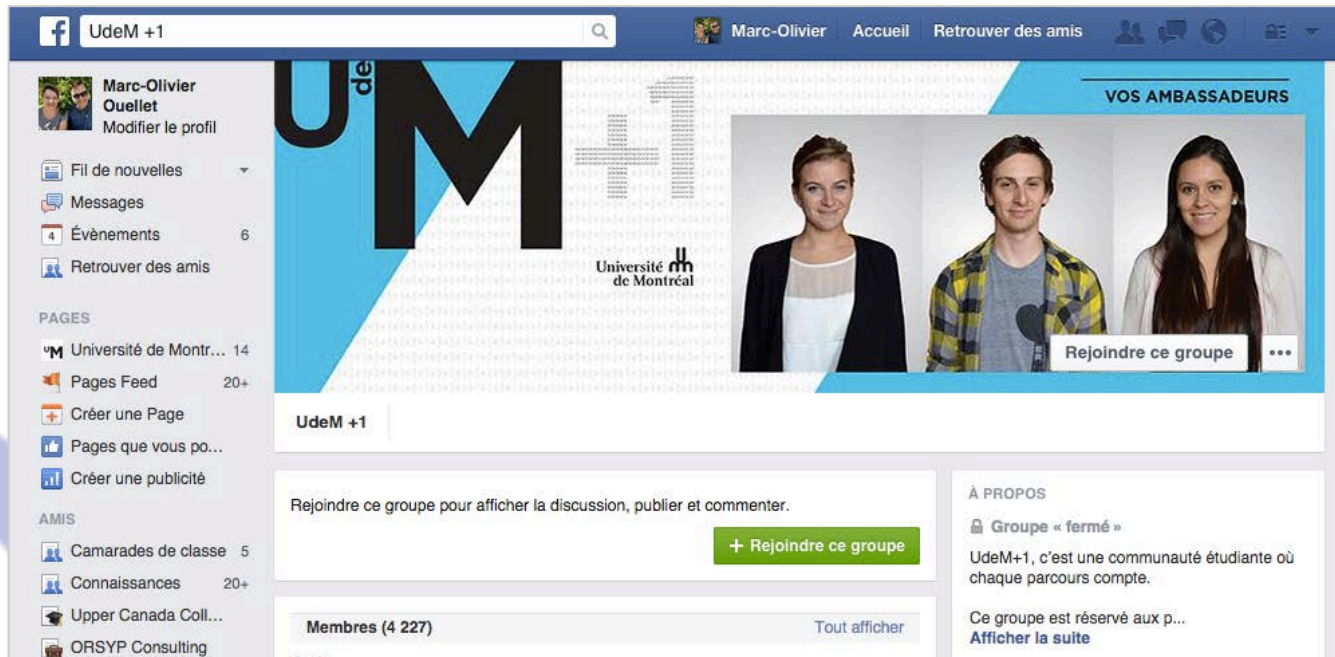 f UdeM +1 Marc-Olivier Accueil Retrouver des amis
Marc-Olivier
Ouellet
Modifier le profil
Fil de nouvelles
Messages
4 Évènements 6
Retrouver des amis
PAGES
UM Université de Montr... 14
Pages Feed 20+
Créer une Page
Pages que vous po...
Créer une publicité
AMIS
Camarades de classe 5
Connaissances 20+
Upper Canada Coll...
ORSYP Consulting
U de M +1
Université
de Montréal
VOS AMBASSADEURS
Rejoindre ce groupe ...
UdeM +1
Rejoindre ce groupe pour afficher la discussion, publier et commenter.
+ Rejoindre ce groupe
Membres (4 227) Tout afficher
À PROPOS
Groupe « fermé »
UdeM+1, c'est une communauté étudiante où
chaque parcours compte.
Ce groupe est réservé aux p...
Afficher la suite